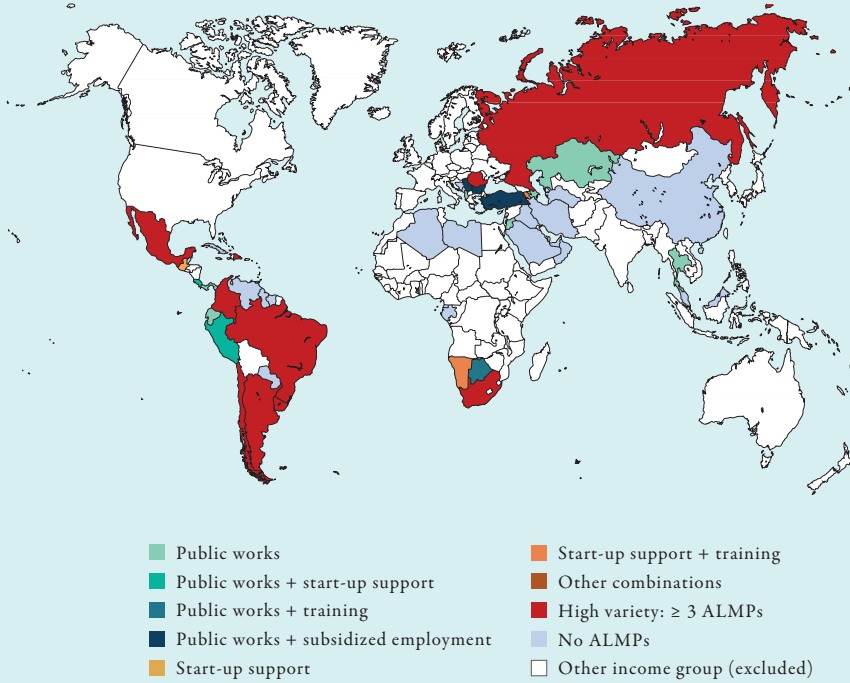 Public works
Public works + start-up support
Public works + training
Public works + subsidized employment
Start-up support
Start-up support + training
Other combinations
High variety: ≥ 3 ALMPs
No ALMPs
Other income group (excluded)